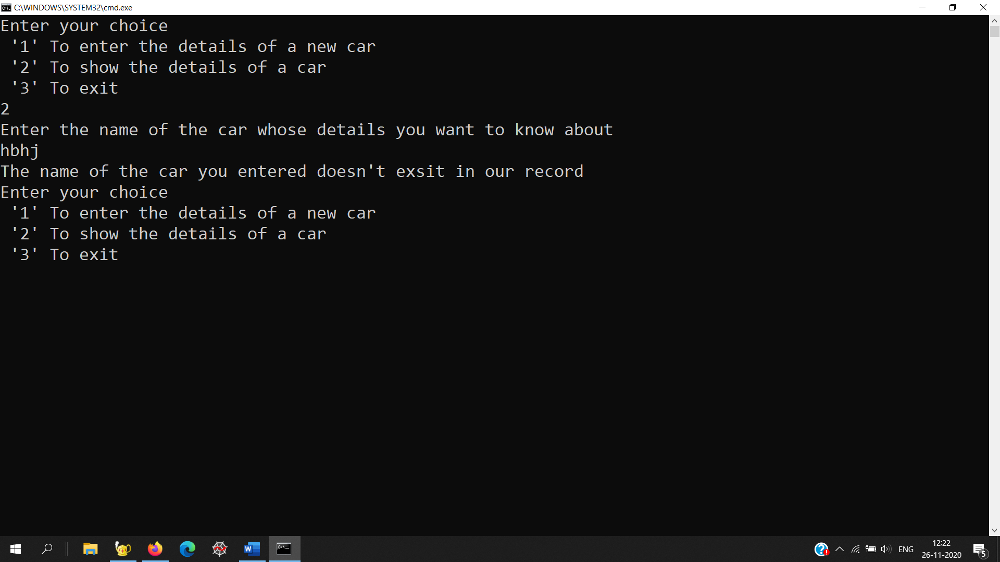 C:\WINDOWS\SYSTEM32\cmd.exe
Enter your choice
 '1' To enter the details of a new car
 '2' To show the details of a car
 '3' To exit
2
Enter the name of the car whose details you want to know about
hbhj
The name of the car you entered doesn't exsit in our record
Enter your choice
 '1' To enter the details of a new car
 '2' To show the details of a car
 '3' To exit
ENG
12:22
26-11-2020
5